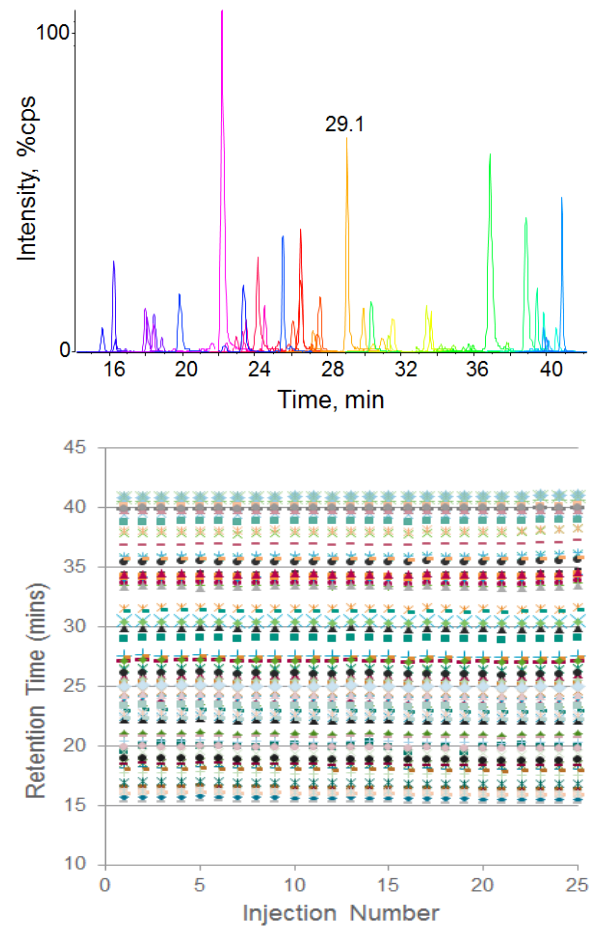 100
Intensity, %cps
29.1
0
16 20 24 28 32 36 40
Time, min
45
40
35
30
25
20
15
10
Retention Time (mins)
0 5 10 15 20 25
Injection Number